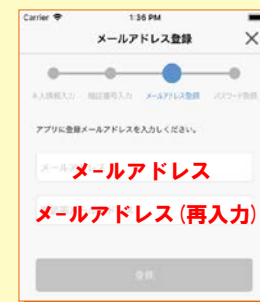 Carrier 1:36 PM
メールアドレス登録
本人情報入力 暗証番号入力 メールアドレス登録 パスワード登録
アプリに登録メールアドレスを入力してください。
メールアドレス
メールアドレス(再入力)
登録